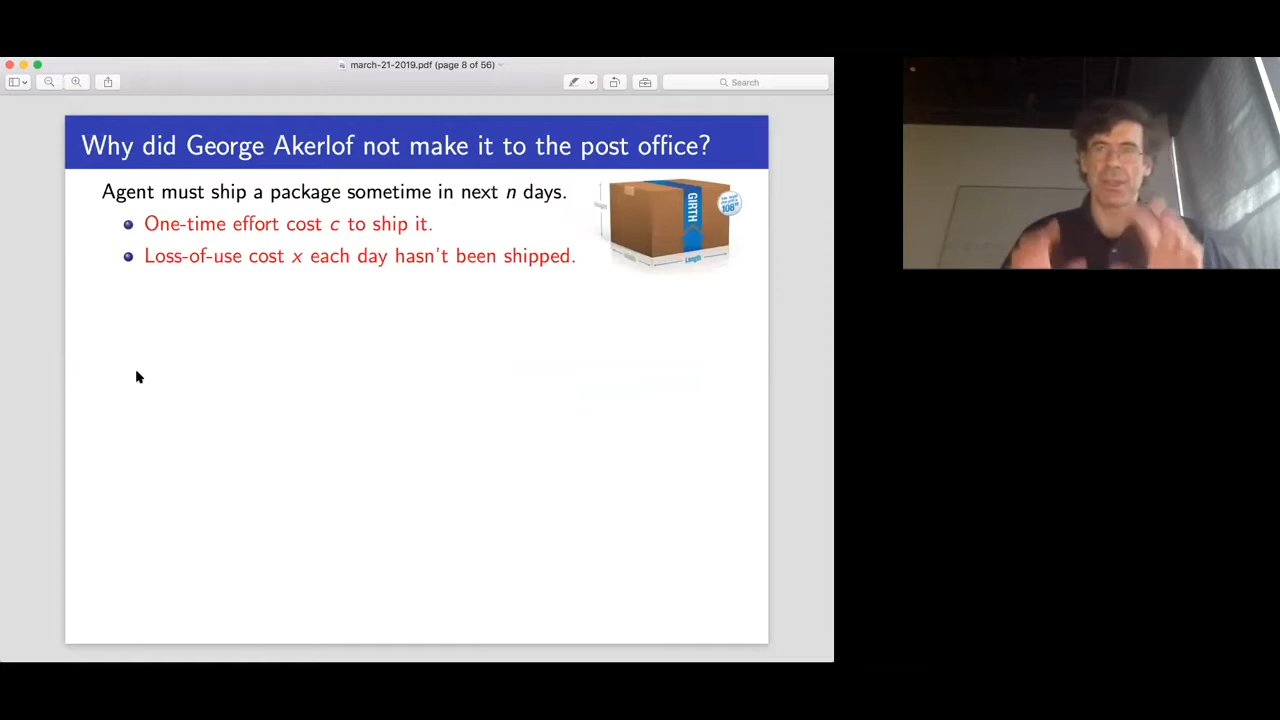 march-21-2019.pdf (page 8 of 56)
Search
Why did George Akerlof not make it to the post office?
Agent must ship a package sometime in next n days.
One-time effort cost c to ship it.
Loss-of-use cost x each day hasn't been shipped.
GIRTH
108"
Length